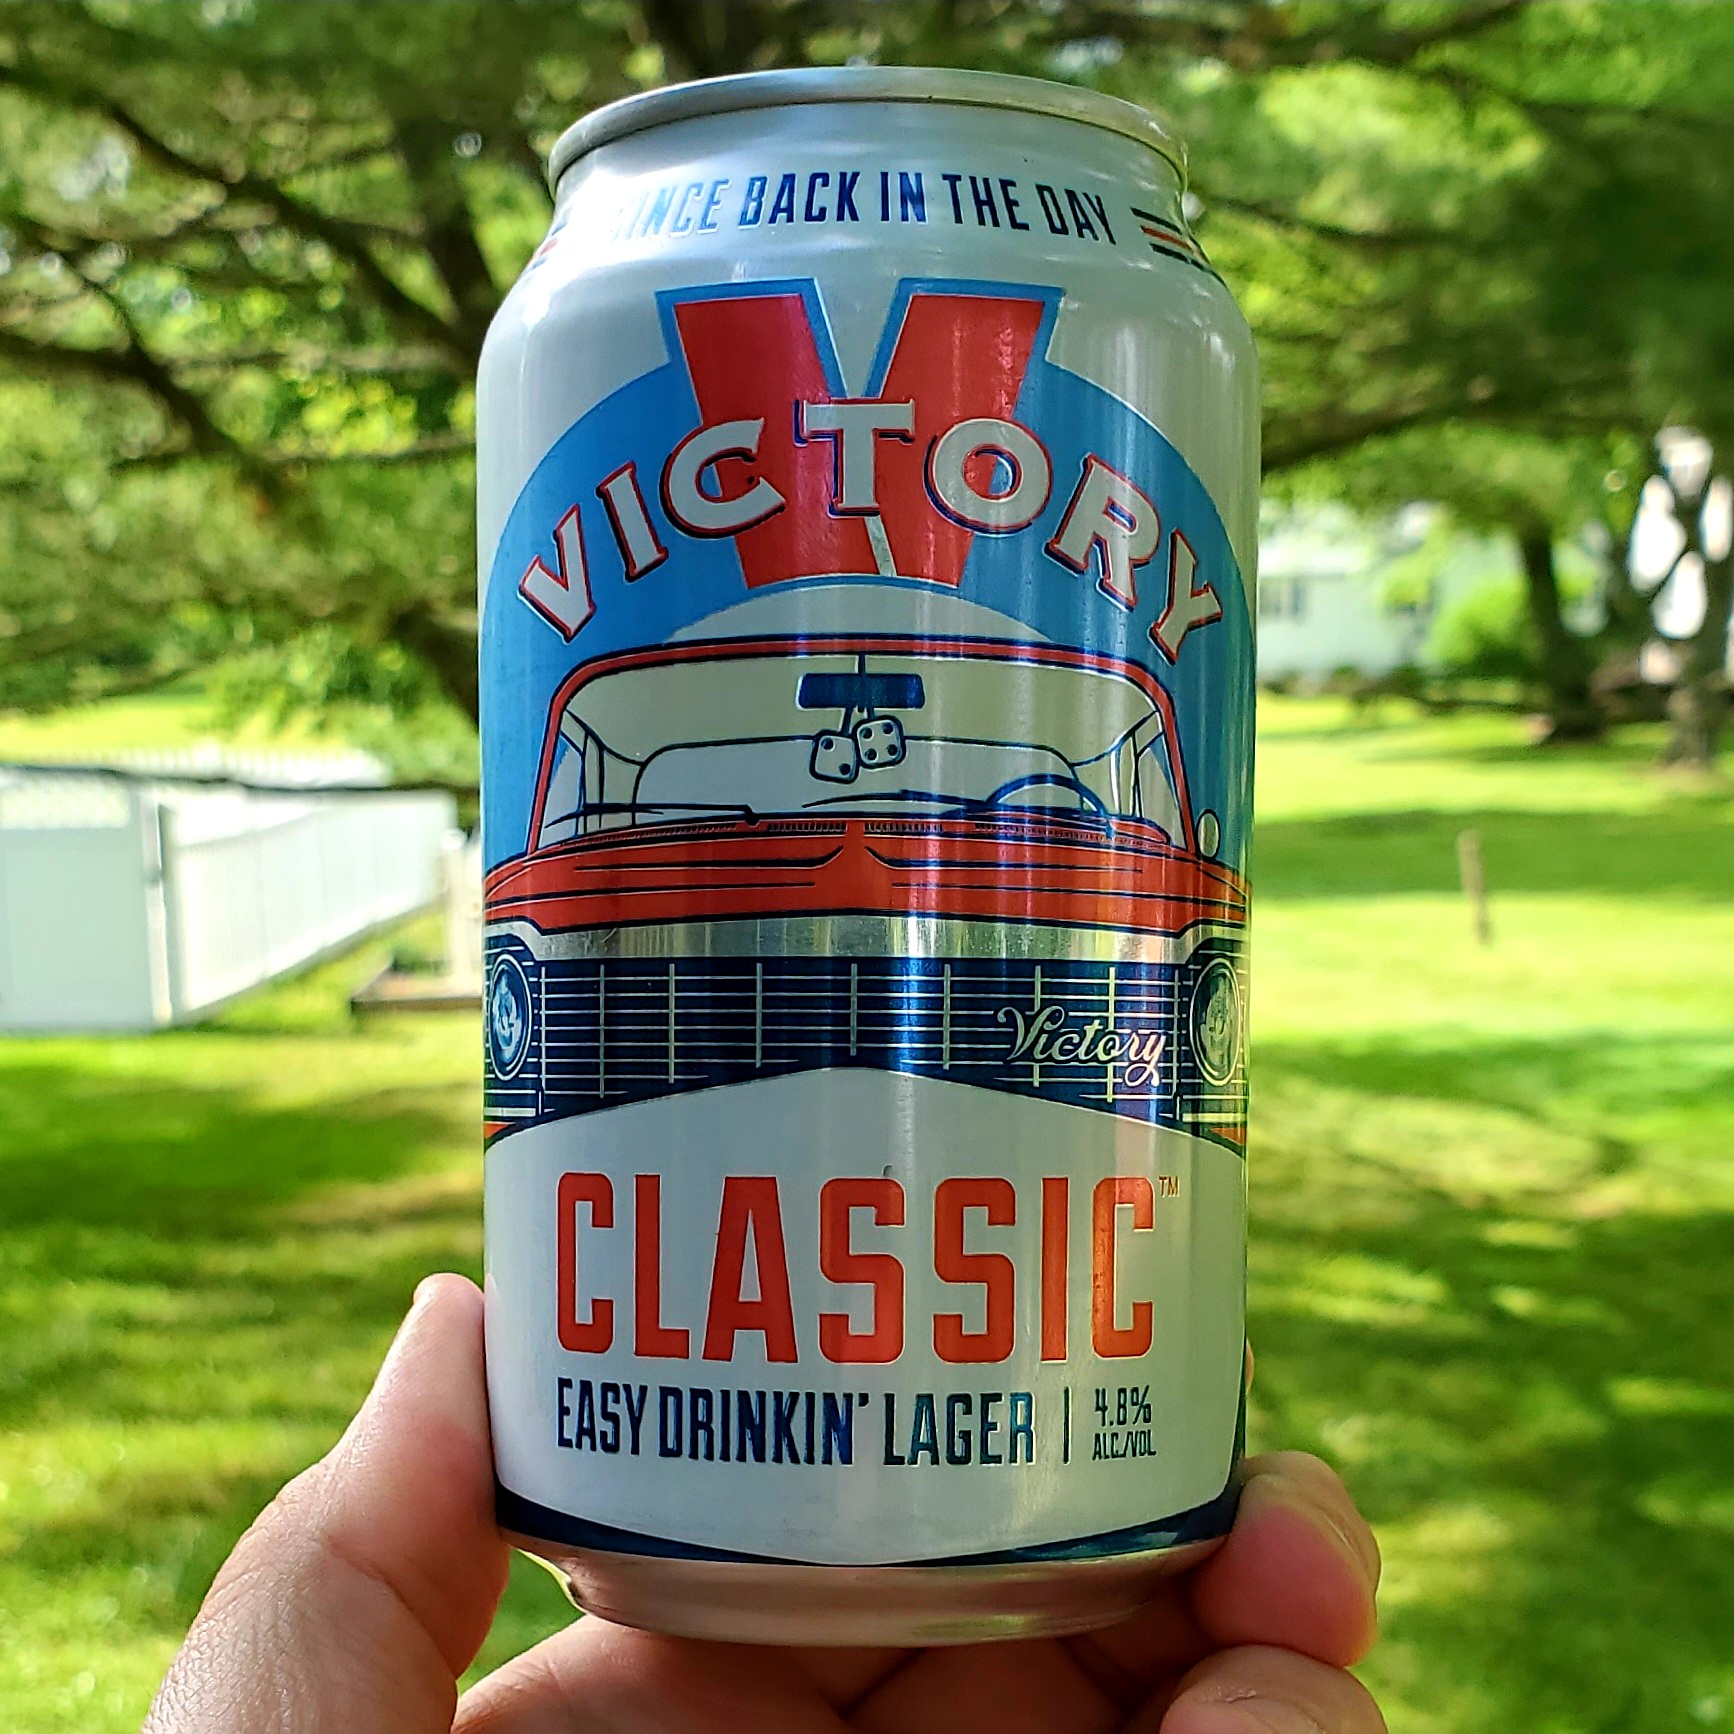 SINCE BACK IN THE DAY
V
VICTORY
Victory
CLASSIC™
EASY DRINKIN' LAGER | 4.8%
ALC./VOL